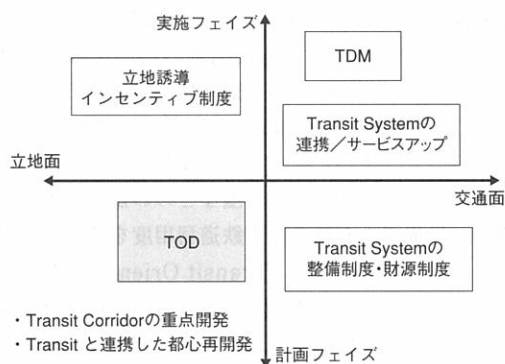 実施フェイズ
TDM
立地誘導
インセンティブ制度
Transit Systemの
連携／サービスアップ
立地面
交通面
TOD
Transit Systemの
整備制度・財源制度
・Transit Corridorの重点開発
・Transit と連携した都心再開発
計画フェイズ